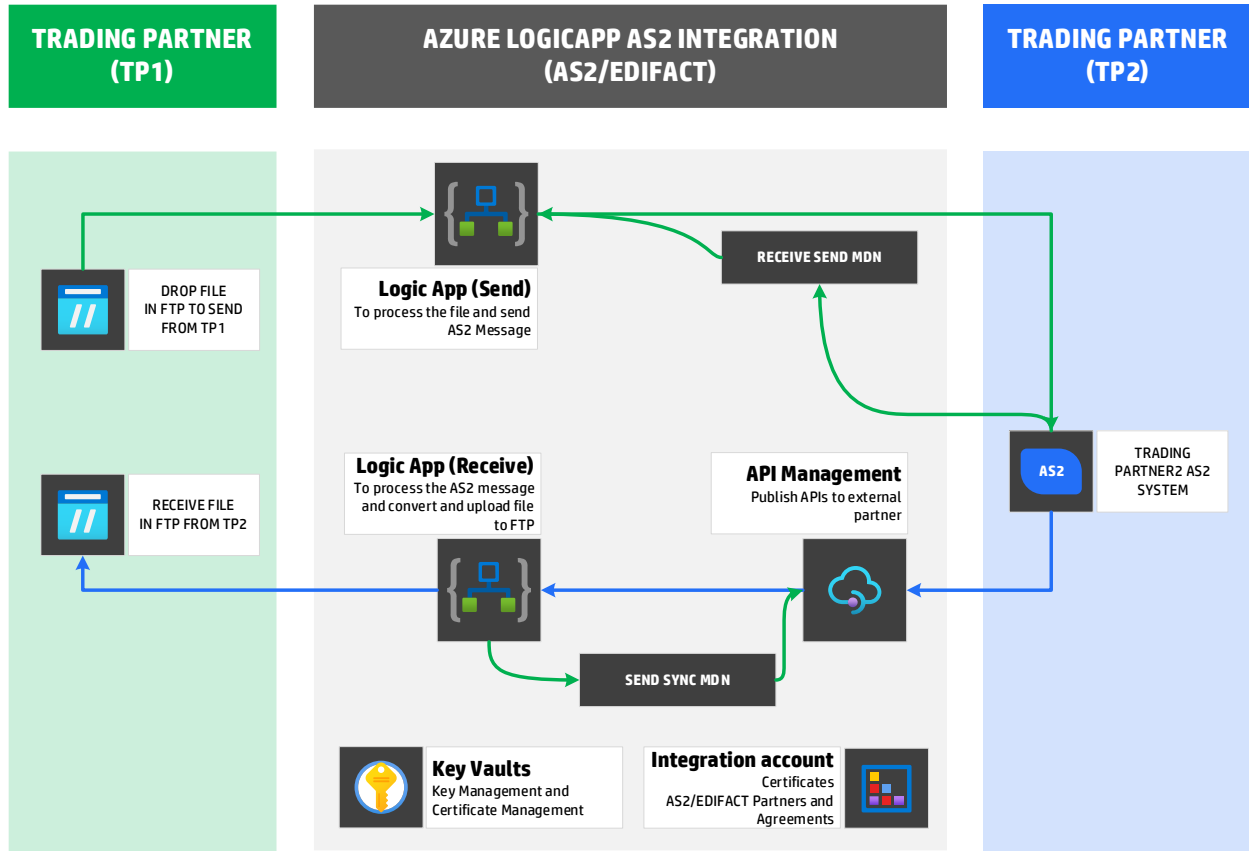 TRADING PARTNER
(TP1)
AZURE LOGICAPP AS2 INTEGRATION
(AS2/EDIFACT)
TRADING PARTNER
(TP2)
DROP FILE
IN FTP TO SEND
FROM TP1
Logic App (Send)
To process the file and send
AS2 Message
RECEIVE SEND MDN
RECEIVE FILE
IN FTP FROM TP2
Logic App (Receive)
To process the AS2 message
and convert and upload file
to FTP
API Management
Publish APIs to external
partner
AS2
TRADING
PARTNER2 AS2
SYSTEM
SEND SYNC MDN
Key Vaults
Key Management and
Certificate Management
Integration account
Certificates
AS2/EDIFACT Partners and
Agreements